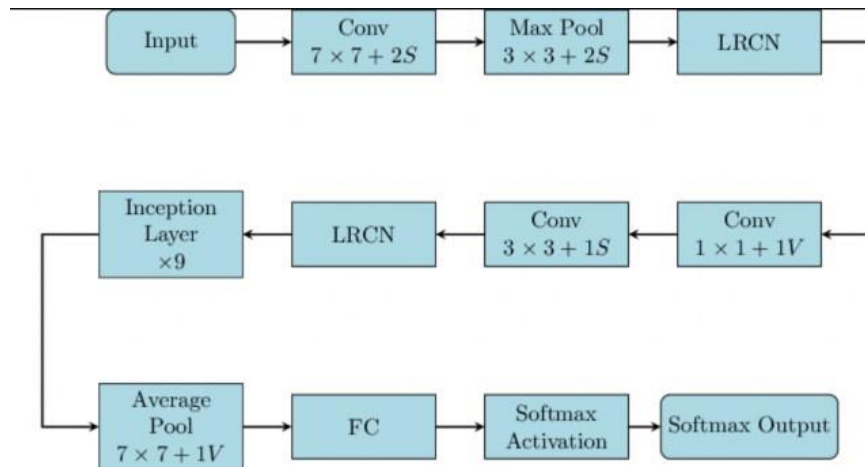 Input
Conv
7 × 7 + 2S
Max Pool
3 × 3 + 2S
LRCN
Inception
Layer
×9
LRCN
Conv
3 × 3 + 1S
Conv
1 × 1 + 1V
Average
Pool
7 × 7 + 1V
FC
Softmax
Activation
Softmax Output